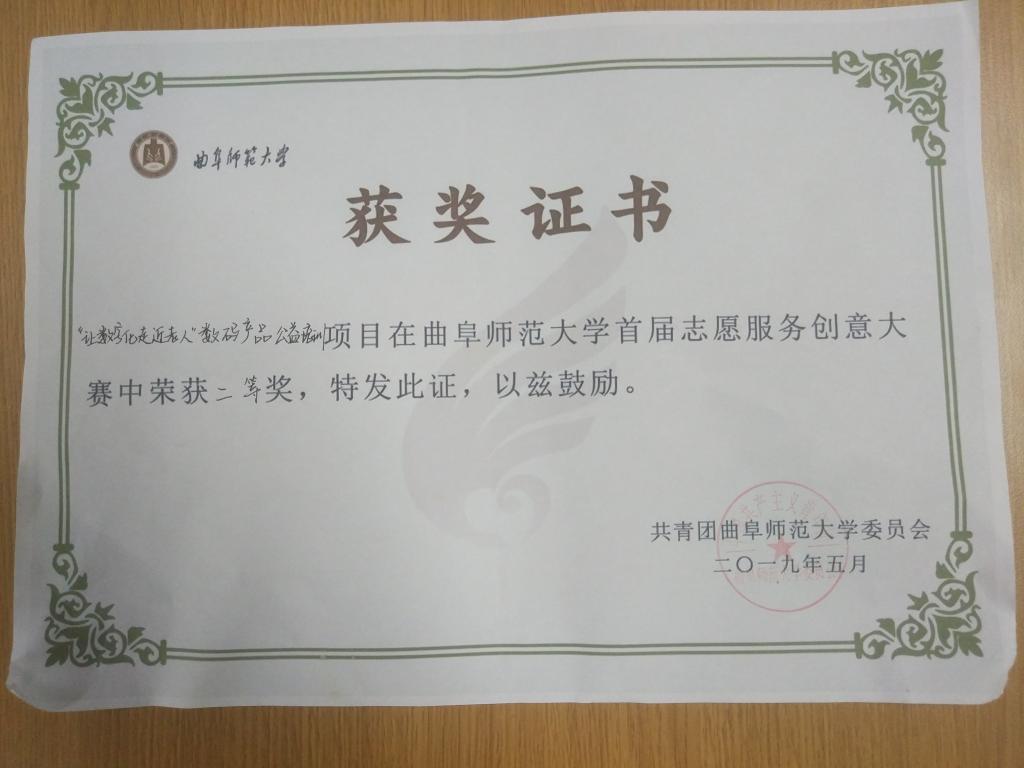 曲阜师范大学
获奖证书
“让数字化走近老人”数码产品公益培训项目在曲阜师范大学首届志愿服务创意大
赛中荣获二等奖，特发此证，以兹鼓励。
共青团曲阜师范大学委员会
二〇一九年五月